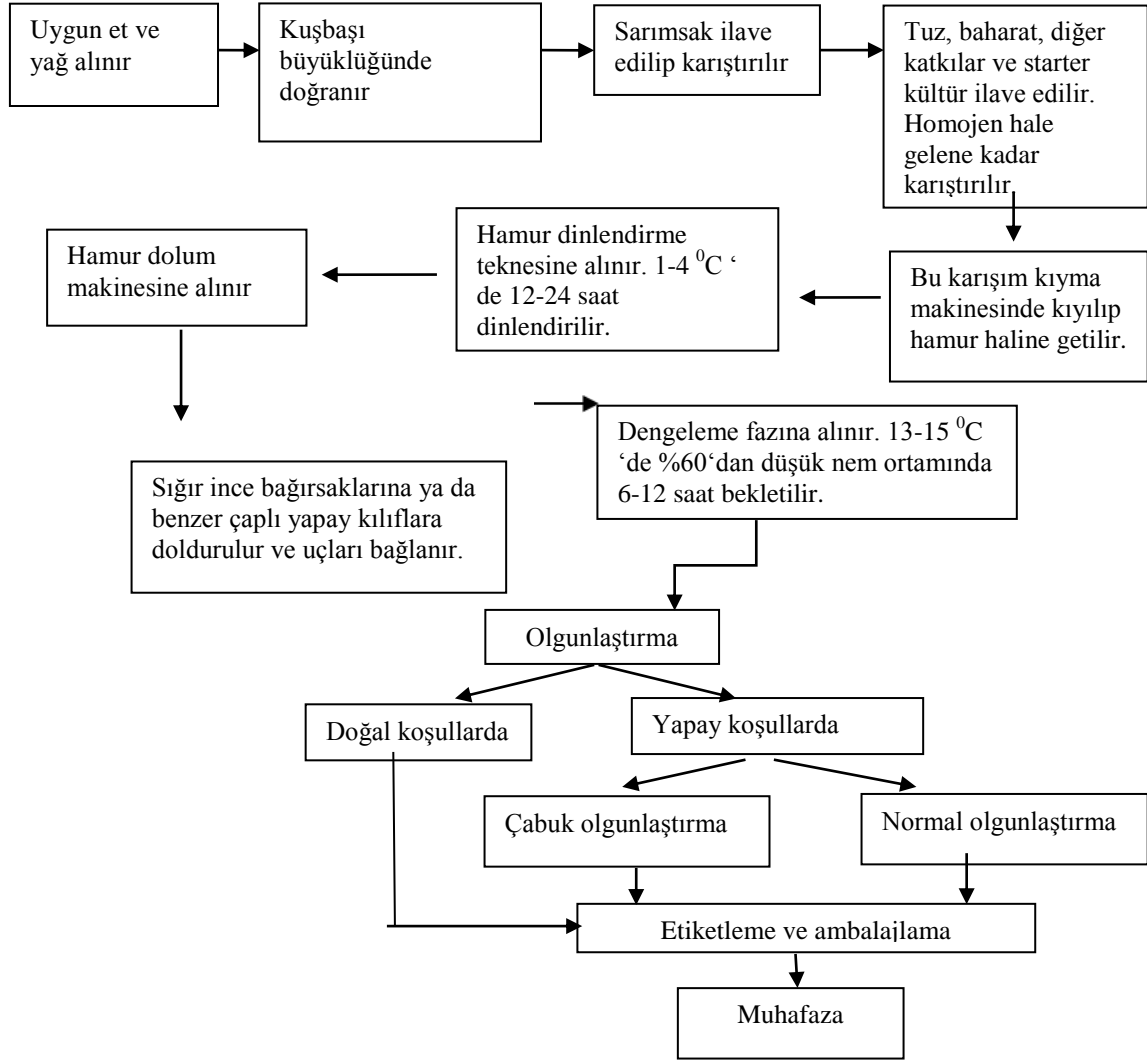 Uygun et ve
yağ alınır
Kuşbaşı
büyüklüğünde
doğranır
Sarımsak ilave
edilip karıştırılır
Tuz, baharat, diğer
katkılar ve starter
kültür ilave edilir.
Homojen hale
gelene kadar
karıştırılır
Bu karışım kıyma
makinesinde kıyılıp
hamur haline getilir.
Hamur dinlendirme
teknesine alınır. 1-4 ⁰C ‘
de 12-24 saat
dinlendirilir.
Hamur dolum
makinesine alınır
Sığır ince bağırsaklarına ya da
benzer çaplı yapay kılıflara
doldurulur ve uçları bağlanır.
Dengeleme fazına alınır. 13-15 ⁰C
‘de %60‘dan düşük nem ortamında
6-12 saat bekletilir.
Olgunlaştırma
Doğal koşullarda
Yapay koşullarda
Çabuk olgunlaştırma
Normal olgunlaştırma
Etiketleme ve ambalajlama
Muhafaza